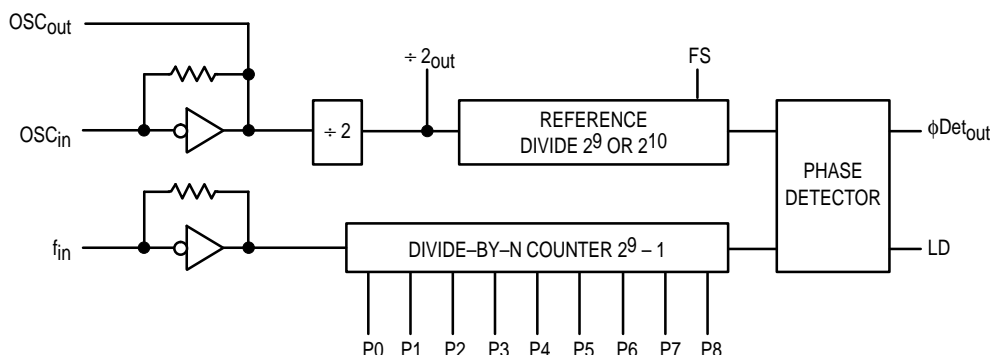 OSCout
÷ 2out
FS
OSCin
÷ 2
REFERENCE
DIVIDE 2⁹ OR 2¹⁰
ϕDetout
PHASE
DETECTOR
fin
DIVIDE–BY–N COUNTER 2⁹ – 1
LD
P0 P1 P2 P3 P4 P5 P6 P7 P8